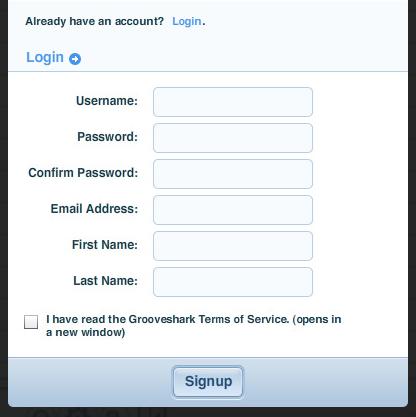 Already have an account? Login.
Login
Username:
Password:
Confirm Password:
Email Address:
First Name:
Last Name:
I have read the Grooveshark Terms of Service. (opens in
a new window)
Signup